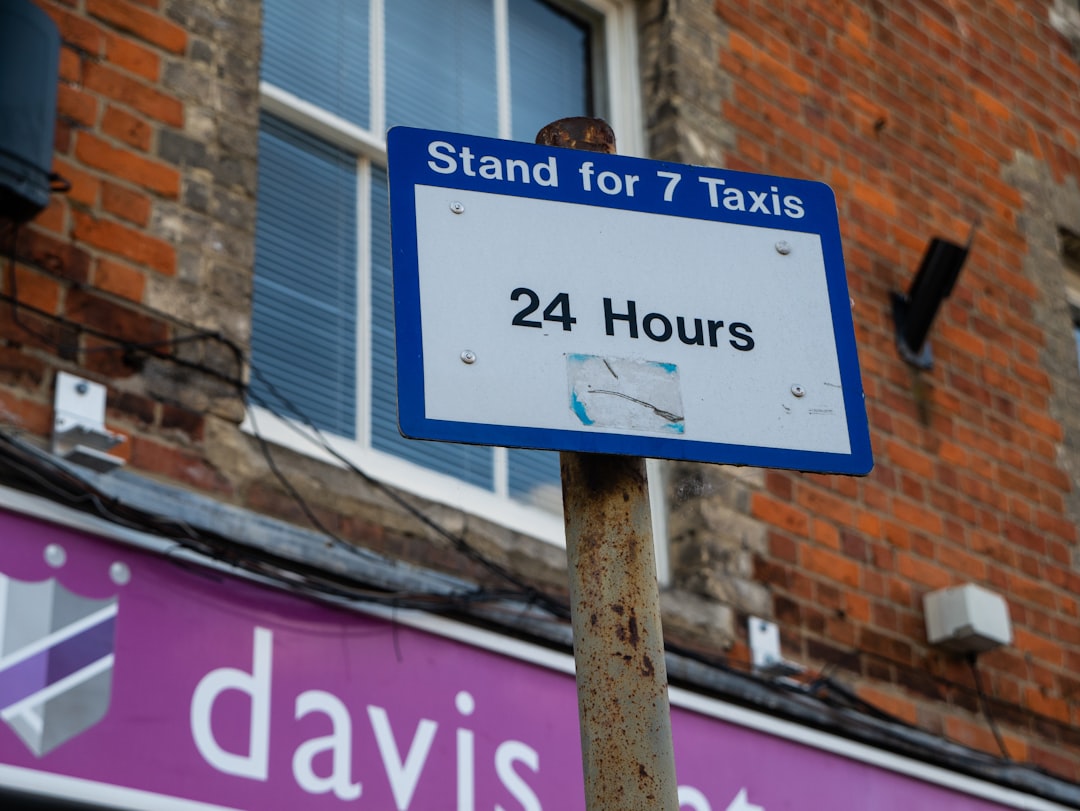 Stand for 7 Taxis
24 Hours
davis